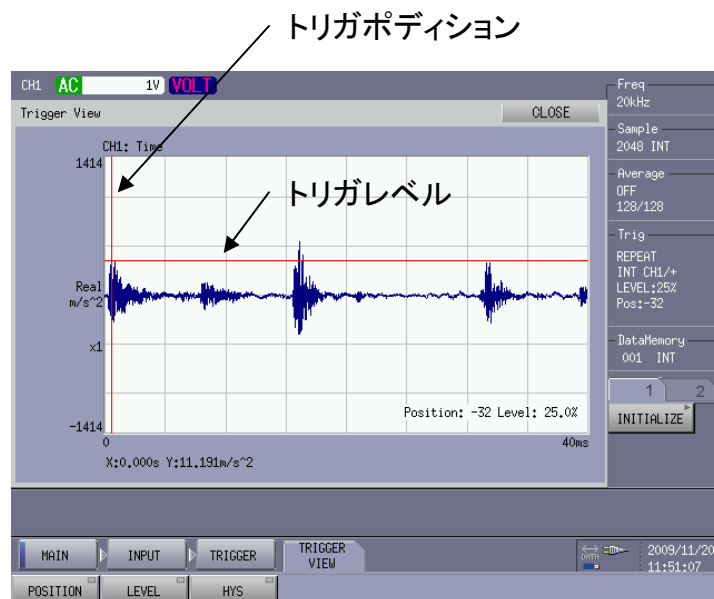 トリガポディション
CH1 AC 1V VOLT
Trigger View CLOSE
CH1: Time
1414
トリガレベル
Real
m/s^2
x1
-1414
Position: -32 Level: 25.0%
0 40ms
X:0.000s Y:11.191m/s^2
Freq
20kHz
Sample
2048 INT
Average
OFF
128/128
Trig
REPEAT
INT CH1/+
LEVEL:25%
Pos:-32
DataMemory
001 INT
1 2
INITIALIZE
MAIN INPUT TRIGGER TRIGGER VIEW
DATA
2009/11/20
11:51:07
POSITION LEVEL HYS